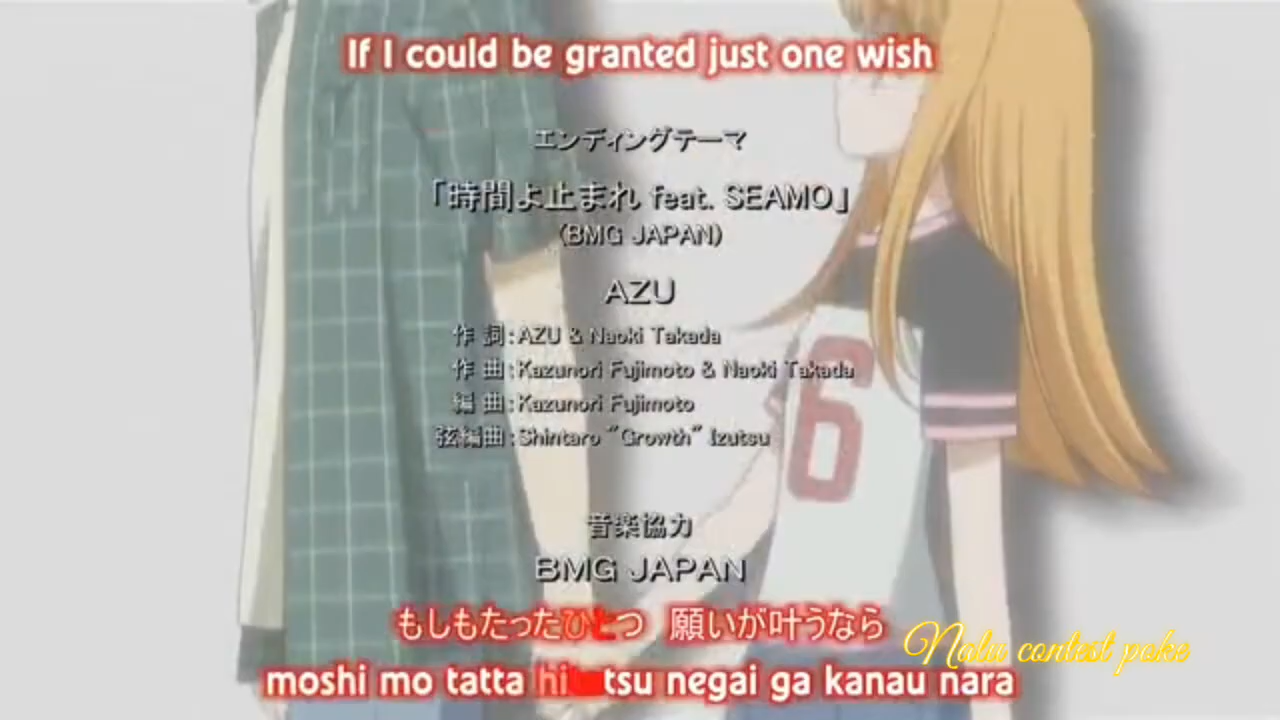 If I could be granted just one wish
エンディングテーマ
「時間よ止まれ feat. SEAMO」
(BMG JAPAN)
AZU
作 詞：AZU & Naoki Takada
作 曲：Kazunori Fujimoto & Naoki Takada
編 曲：Kazunori Fujimoto
弦編曲：Shintaro "Growth" Izutsu
6
音楽協力
BMG JAPAN
もしもたったひとつ 願いが叶うなら
Nalu contest poke
moshi mo tatta hitotsu negai ga kanau nara